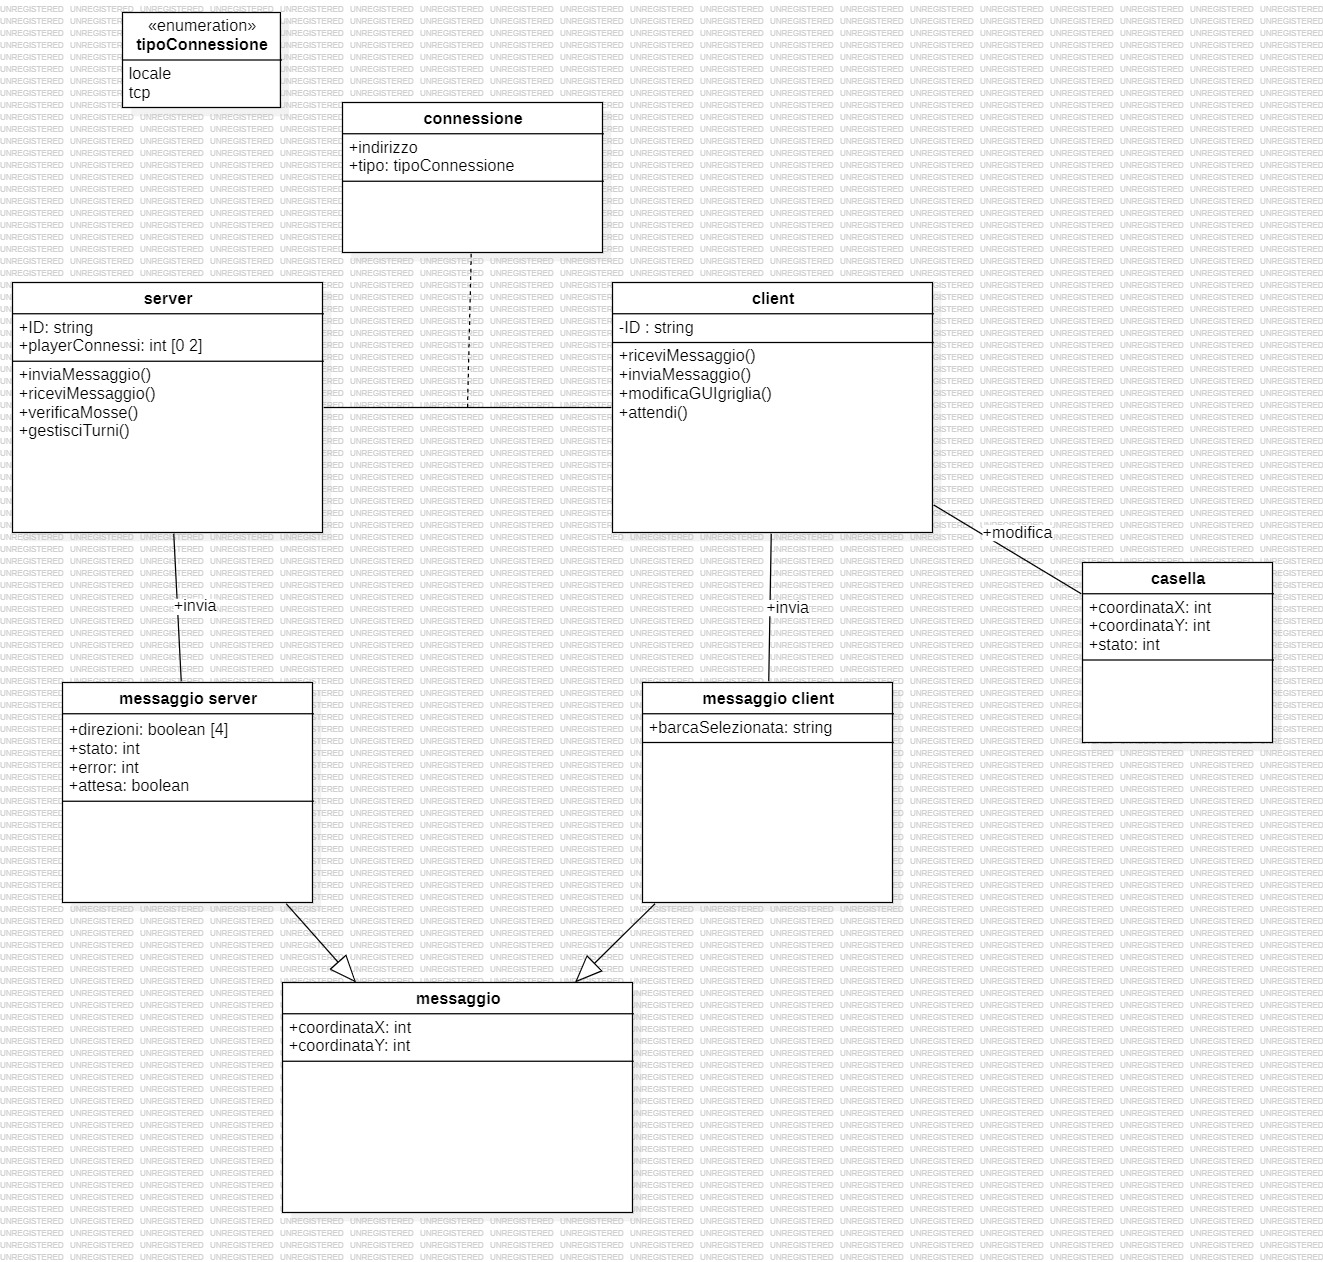 «enumeration»
tipoConnessione
locale
tcp
connessione
+indirizzo
+tipo: tipoConnessione
server
+ID: string
+playerConnessi: int [0 2]
+inviaMessaggio()
+riceviMessaggio()
+verificaMosse()
+gestisciTurni()
client
-ID : string
+riceviMessaggio()
+inviaMessaggio()
+modificaGUIgriglia()
+attendi()
+modifica
casella
+coordinataX: int
+coordinataY: int
+stato: int
+invia
+invia
messaggio server
+direzioni: boolean [4]
+stato: int
+error: int
+attesa: boolean
messaggio client
+barcaSelezionata: string
messaggio
+coordinataX: int
+coordinataY: int
UNREGISTERED